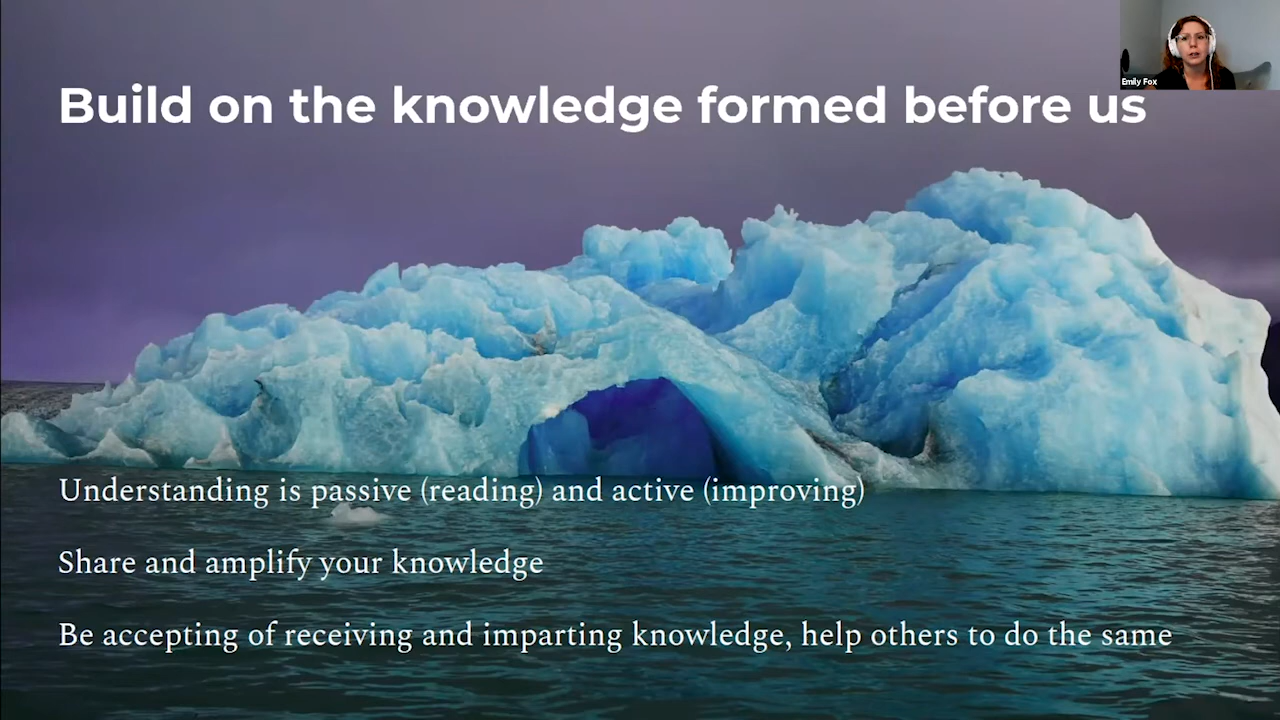 Emily Fox
Build on the knowledge formed before us
Understanding is passive (reading) and active (improving)
Share and amplify your knowledge
Be accepting of receiving and imparting knowledge, help others to do the same